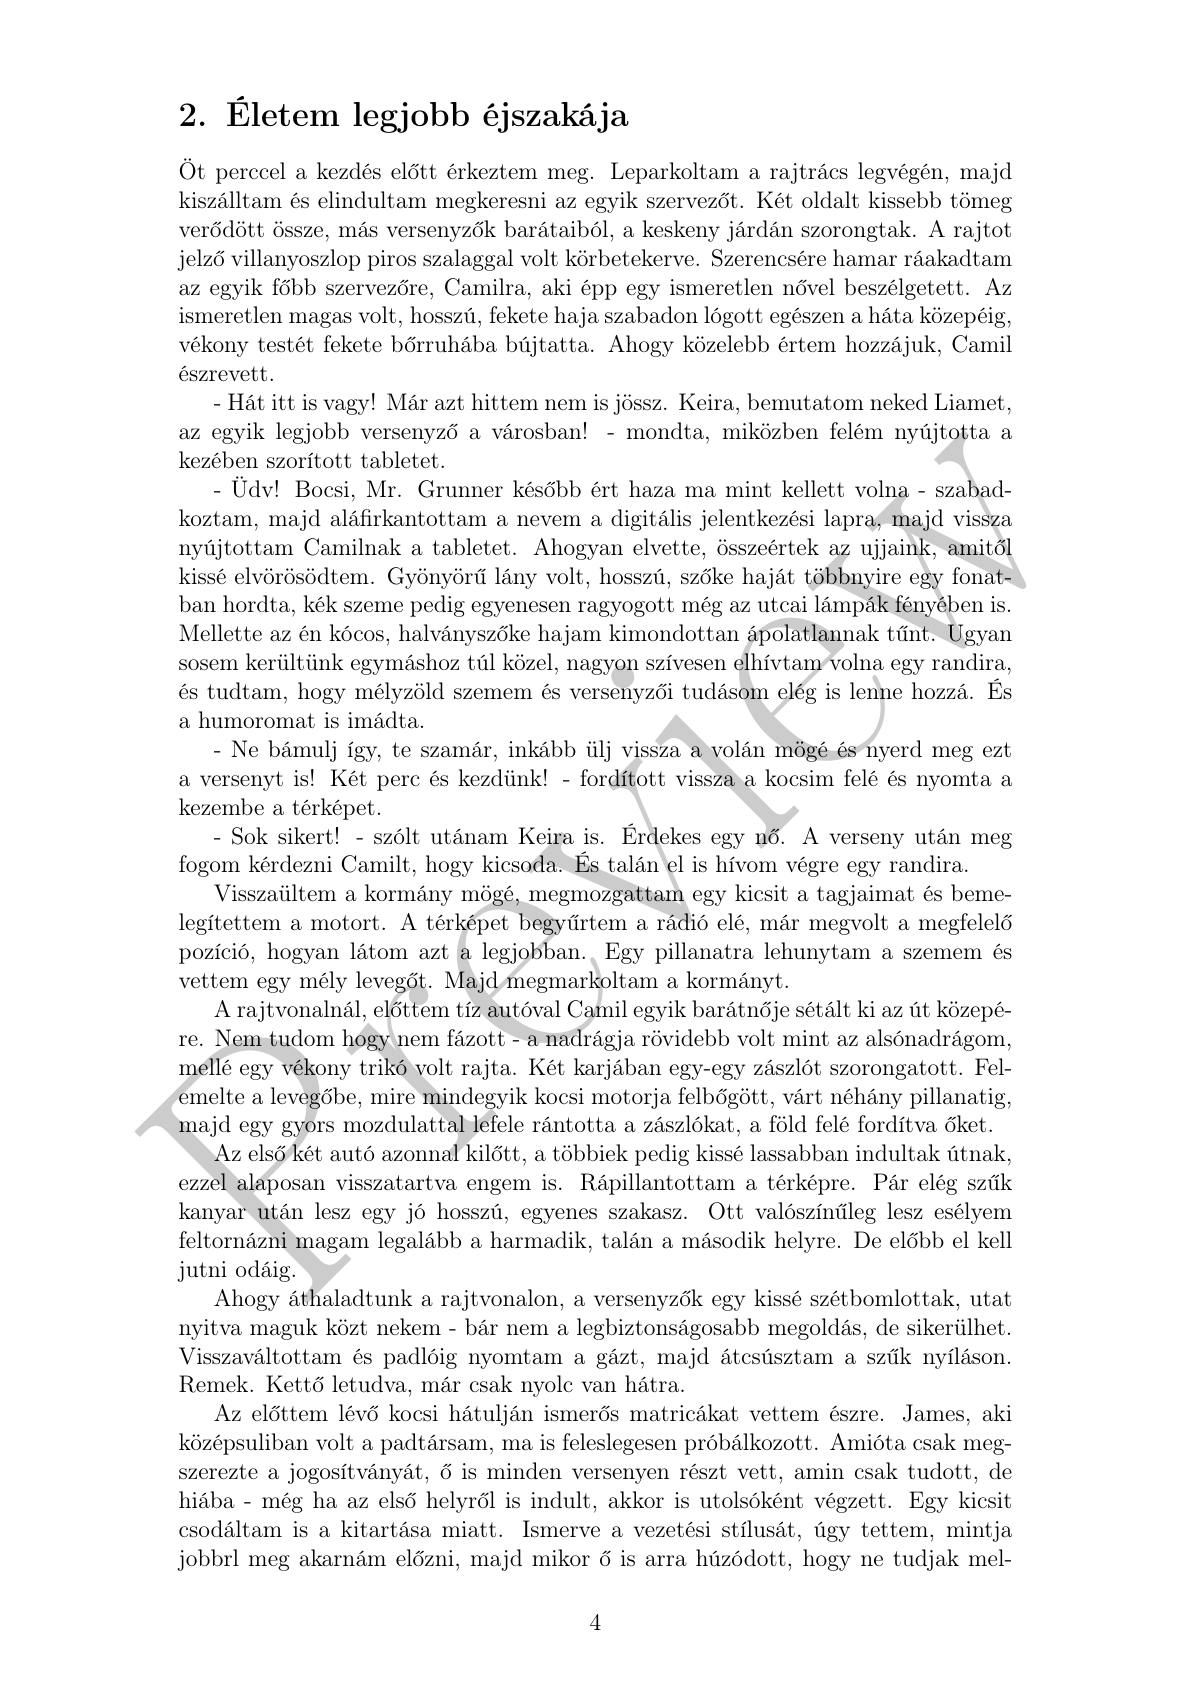 2. Életem legjobb éjszakája
Öt perccel a kezdés előtt érkeztem meg. Leparkoltam a rajtrács legvégén, majd
kiszálltam és elindultam megkeresni az egyik szervezőt. Két oldalt kissebb tömeg
verődött össze, más versenyzők barátaiból, a keskeny járdán szorongtak. A rajtot
jelző villanyoszlop piros szalaggal volt körbetekerve. Szerencsére hamar ráakadtam
az egyik főbb szervezőre, Camilra, aki épp egy ismeretlen nővel beszélgetett. Az
ismeretlen magas volt, hosszú, fekete haja szabadon lógott egészen a háta közepéig,
vékony testét fekete bőrruhába bújtatta. Ahogy közelebb értem hozzájuk, Camil
észrevett.
- Hát itt is vagy! Már azt hittem nem is jössz. Keira, bemutatom neked Liamet,
az egyik legjobb versenyző a városban! - mondta, miközben felém nyújtotta a
kezében szorított tabletet.
- Üdv! Bocsi, Mr. Grunner később ért haza ma mint kellett volna - szabad-
koztam, majd aláfirkantottam a nevem a digitális jelentkezési lapra, majd vissza
nyújtottam Camilnak a tabletet. Ahogyan elvette, összeértek az ujjaink, amitől
kissé elvörösödtem. Gyönyörű lány volt, hosszú, szőke haját többnyire egy fonat-
ban hordta, kék szeme pedig egyenesen ragyogott még az utcai lámpák fényében is.
Mellette az én kócos, halványszőke hajam kimondottan ápolatlannak tűnt. Ugyan
sosem kerültünk egymáshoz túl közel, nagyon szívesen elhívtam volna egy randira,
és tudtam, hogy mélyzöld szemem és versenyzői tudásom elég is lenne hozzá. És
a humoromat is imádta.
- Ne bámulj így, te szamár, inkább ülj vissza a volán mögé és nyerd meg ezt
a versenyt is! Két perc és kezdünk! - fordított vissza a kocsim felé és nyomta a
kezembe a térképet.
- Sok sikert! - szólt utánam Keira is. Érdekes egy nő. A verseny után meg
fogom kérdezni Camilt, hogy kicsoda. És talán el is hívom végre egy randira.
Visszaültem a kormány mögé, megmozgattam egy kicsit a tagjaimat és beme-
legítettem a motort. A térképet begyűrtem a rádió elé, már megvolt a megfelelő
pozíció, hogyan látom azt a legjobban. Egy pillanatra lehunytam a szemem és
vettem egy mély levegőt. Majd megmarkoltam a kormányt.
A rajtvonalnál, előttem tíz autóval Camil egyik barátnője sétált ki az út közepé-
re. Nem tudom hogy nem fázott - a nadrágja rövidebb volt mint az alsónadrágom,
mellé egy vékony trikó volt rajta. Két karjában egy-egy zászlót szorongatott. Fel-
emelte a levegőbe, mire mindegyik kocsi motorja felbőgött, várt néhány pillanatig,
majd egy gyors mozdulattal lefele rántotta a zászlókat, a föld felé fordítva őket.
Az első két autó azonnal kilőtt, a többiek pedig kissé lassabban indultak útnak,
ezzel alaposan visszatartva engem is. Rápillantottam a térképre. Pár elég szűk
kanyar után lesz egy jó hosszú, egyenes szakasz. Ott valószínűleg lesz esélyem
feltornázni magam legalább a harmadik, talán a második helyre. De előbb el kell
jutni odáig.
Ahogy áthaladtunk a rajtvonalon, a versenyzők egy kissé szétbomlottak, utat
nyitva maguk közt nekem - bár nem a legbiztonságosabb megoldás, de sikerülhet.
Visszaváltottam és padlóig nyomtam a gázt, majd átcsúsztam a szűk nyíláson.
Remek. Kettő letudva, már csak nyolc van hátra.
Az előttem lévő kocsi hátulján ismerős matricákat vettem észre. James, aki
középsuliban volt a padtársam, ma is feleslegesen próbálkozott. Amióta csak meg-
szerezte a jogosítványát, ő is minden versenyen részt vett, amin csak tudott, de
hiába - még ha az első helyről is indult, akkor is utolsóként végzett. Egy kicsit
csodáltam is a kitartása miatt. Ismerve a vezetési stílusát, úgy tettem, mintja
jobbrl meg akarnám előzni, majd mikor ő is arra húzódott, hogy ne tudjak mel-
4
Preview